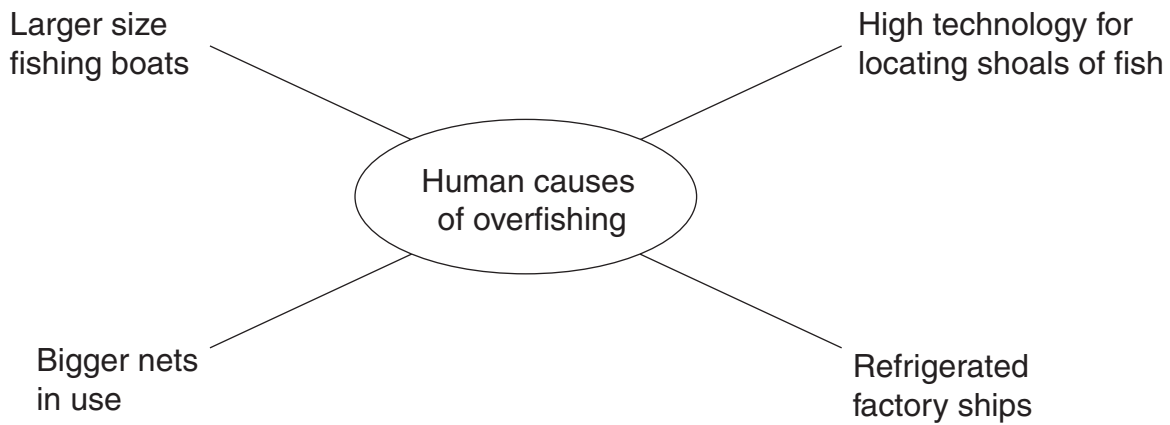 Larger size
fishing boats
High technology for
locating shoals of fish
Human causes
of overfishing
Bigger nets
in use
Refrigerated
factory ships